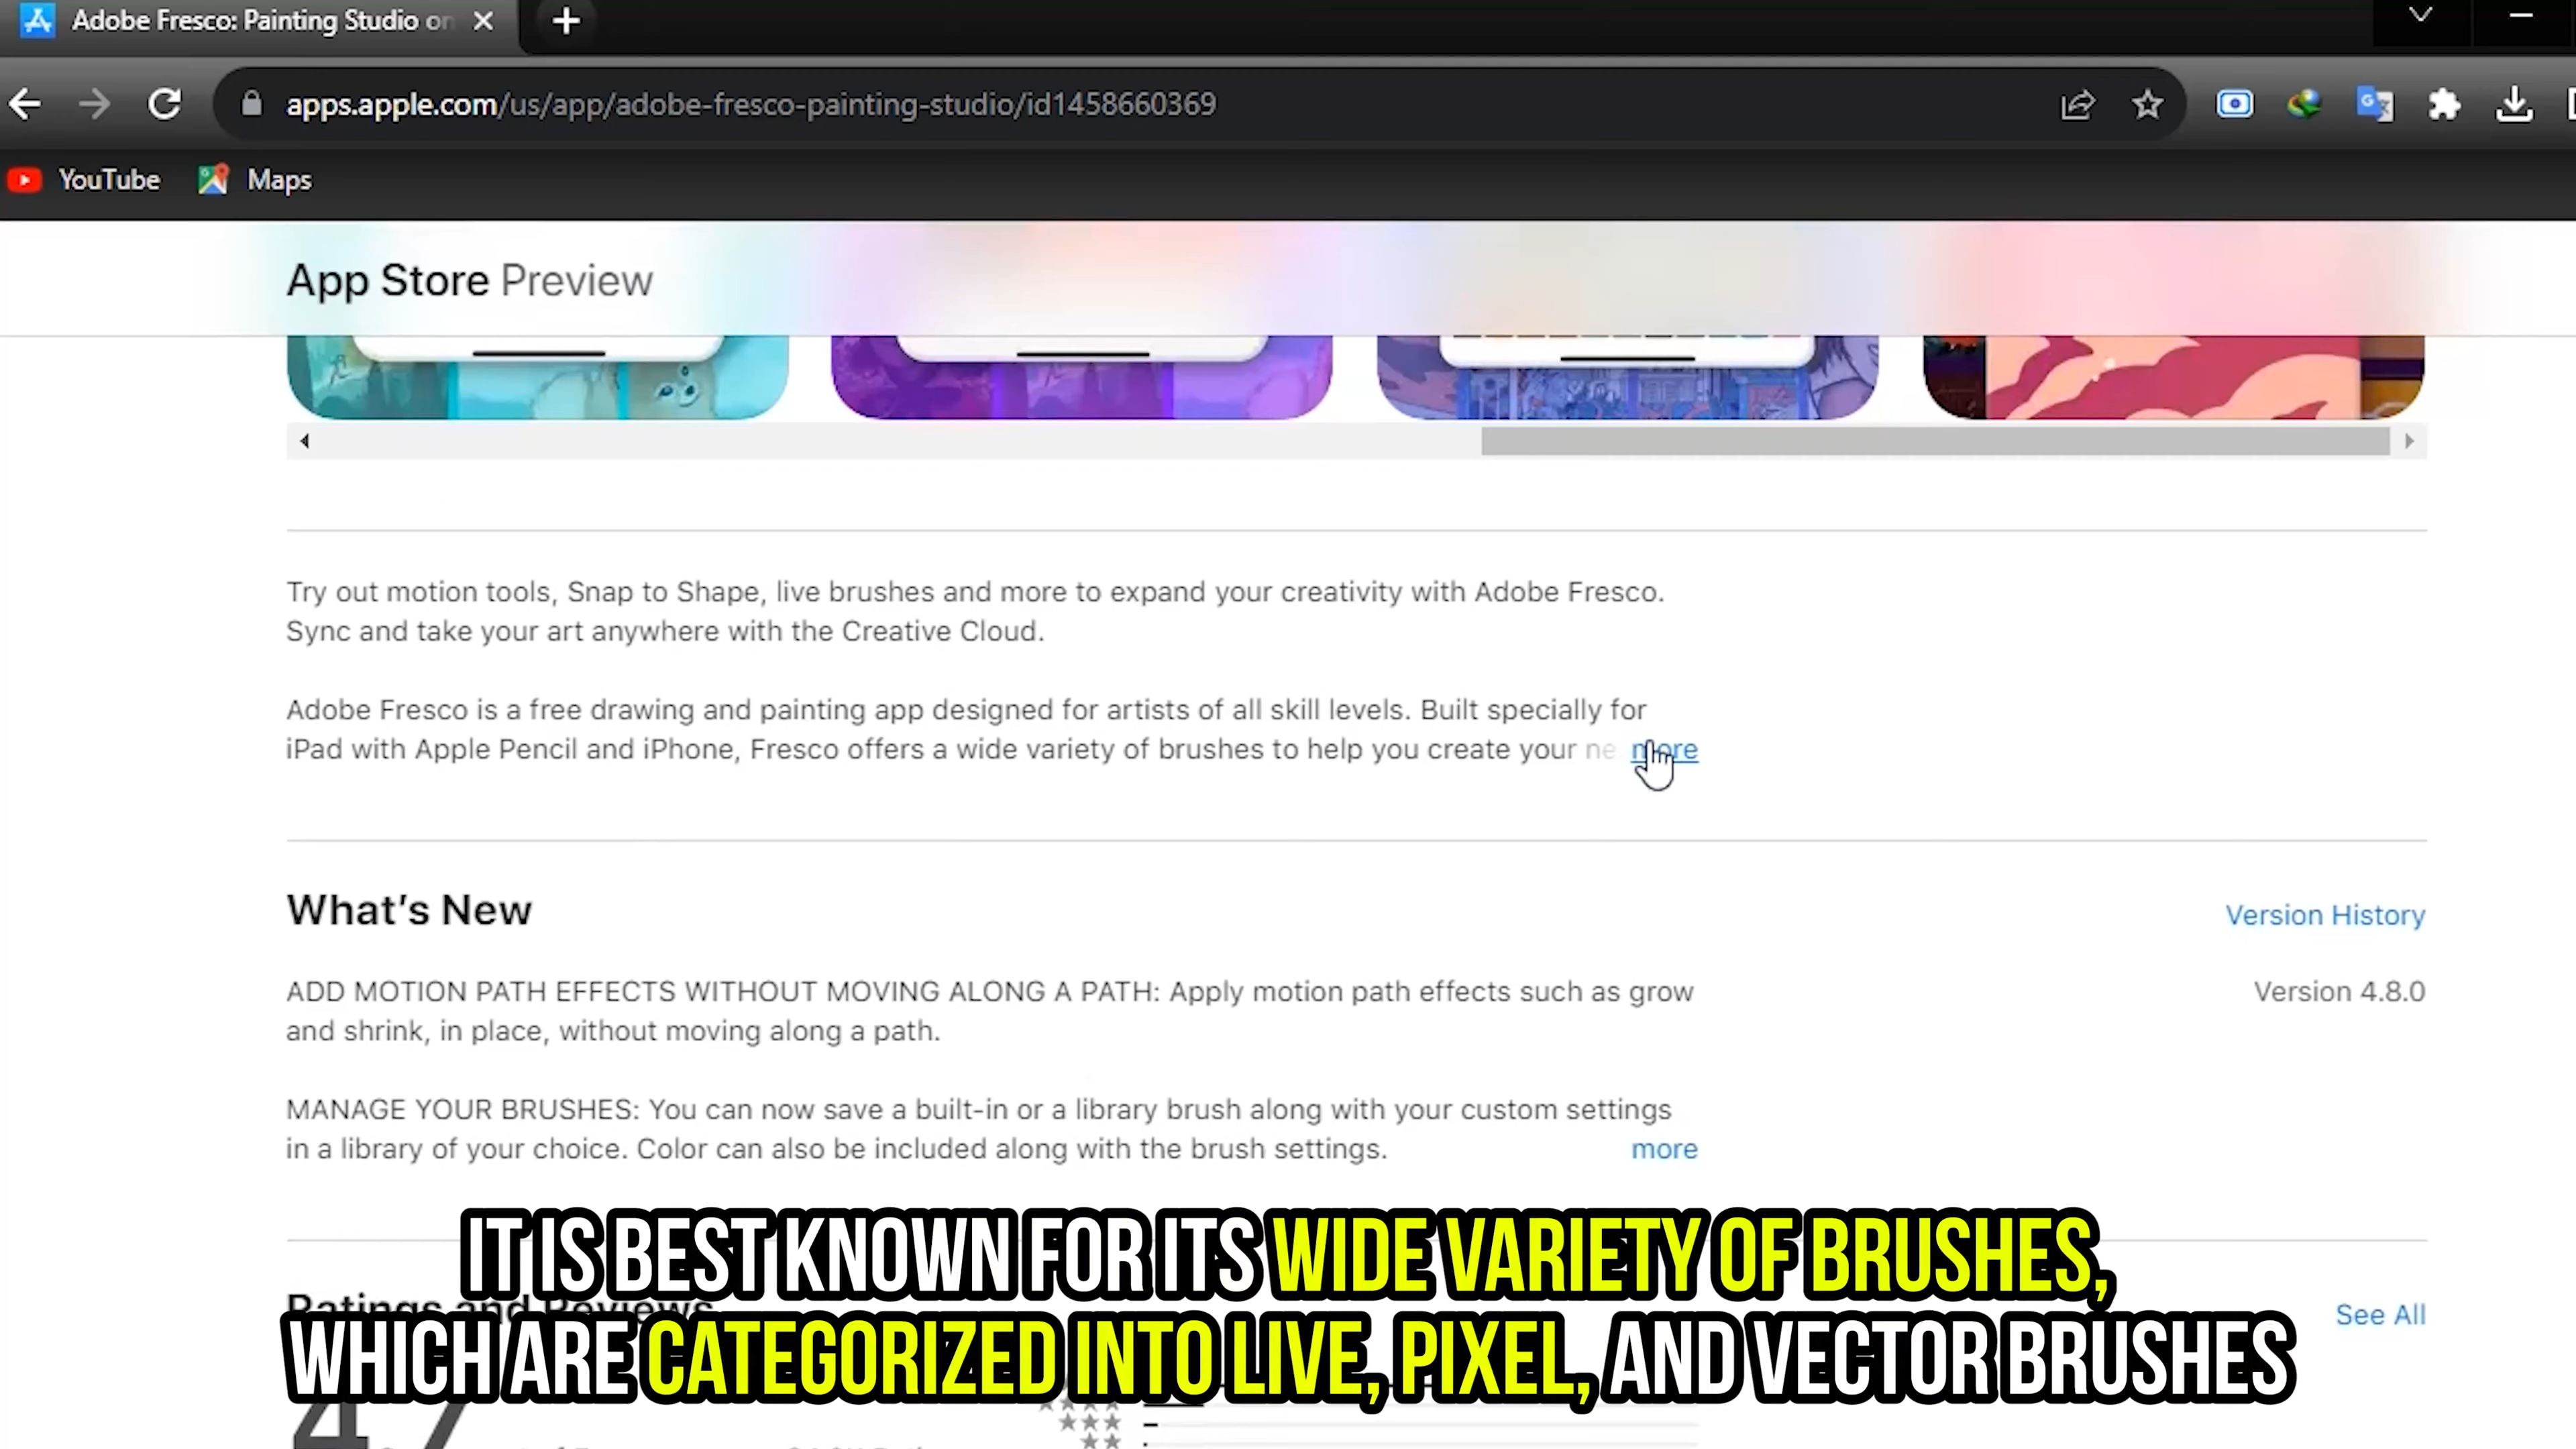 Adobe Fresco: Painting Studio on
apps.apple.com/us/app/adobe-fresco-painting-studio/id1458660369
YouTube Maps
App Store Preview
Try out motion tools, Snap to Shape, live brushes and more to expand your creativity with Adobe Fresco.
Sync and take your art anywhere with the Creative Cloud.
Adobe Fresco is a free drawing and painting app designed for artists of all skill levels. Built specially for
iPad with Apple Pencil and iPhone, Fresco offers a wide variety of brushes to help you create your ne more
What's New
Version History
ADD MOTION PATH EFFECTS WITHOUT MOVING ALONG A PATH: Apply motion path effects such as grow
and shrink, in place, without moving along a path.
Version 4.8.0
MANAGE YOUR BRUSHES: You can now save a built-in or a library brush along with your custom settings
in a library of your choice. Color can also be included along with the brush settings. more
IT IS BEST KNOWN FOR ITS WIDE VARIETY OF BRUSHES,
Ratings and Reviews
See All
WHICH ARE CATEGORIZED INTO LIVE, PIXEL, AND VECTOR BRUSHES